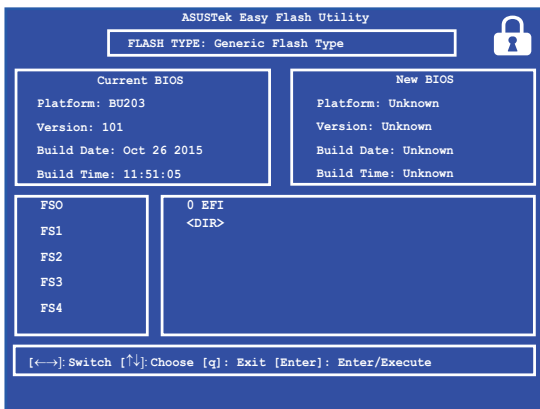 ASUSTek Easy Flash Utility
FLASH TYPE: Generic Flash Type
Current BIOS
Platform: BU203
Version: 101
Build Date: Oct 26 2015
Build Time: 11:51:05
New BIOS
Platform: Unknown
Version: Unknown
Build Date: Unknown
Build Time: Unknown
FSO
FS1
FS2
FS3
FS4
0 EFI
<DIR>
[←→]: Switch [↑↓]: Choose [q]: Exit [Enter]: Enter/Execute